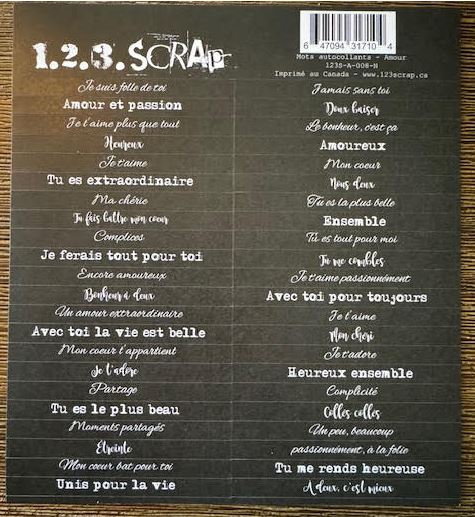 1.2.3.SCRAP
6 47094 31710 4
Mots autocollants - Amour
123S-A-008-N
Imprimé au Canada - www.123scrap.ca
Je suis folle de toi
Amour et passion
Je t'aime plus que tout
Heureux
Je t'aime
Tu es extraordinaire
Ma chérie
Tu fais battre mon coeur
Complices
Je ferais tout pour toi
Encore amoureux
Bonheur à deux
Un amour extraordinaire
Avec toi la vie est belle
Mon coeur t'appartient
Je t'adore
Partage
Tu es le plus beau
Moments partagés
Etreinte
Mon coeur bat pour toi
Unis pour la vie
Jamais sans toi
Doux baiser
Le bonheur, c'est ça
Amoureux
Mon coeur
Nous deux
Tu es la plus belle
Ensemble
Tu es tout pour moi
Tu me combles
Je t'aime passionnément
Avec toi pour toujours
Je t'aime
Mon chéri
Je t'adore
Heureux ensemble
Complicité
Collés collés
Un peu, beaucoup
passionnément, à la folie
Tu me rends heureuse
A deux, c'est mieux